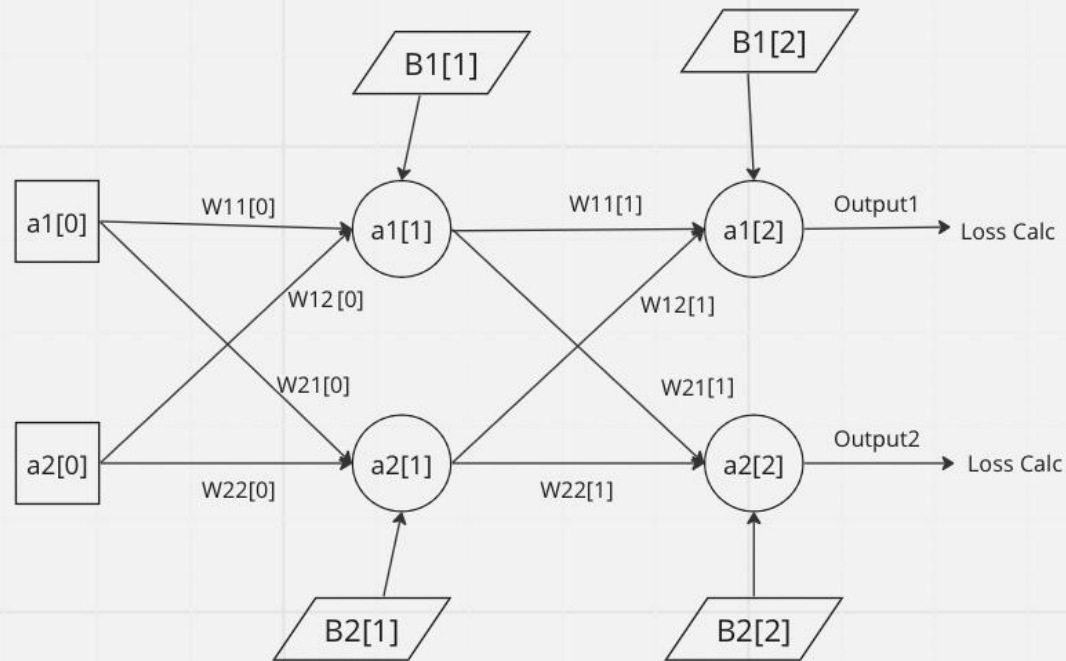 B1[1]
B1[2]
a1[0]
W11[0]
a1[1]
W11[1]
a1[2]
Output1
Loss Calc
W12[0]
W12[1]
W21[0]
W21[1]
a2[0]
W22[0]
a2[1]
W22[1]
a2[2]
Output2
Loss Calc
B2[1]
B2[2]